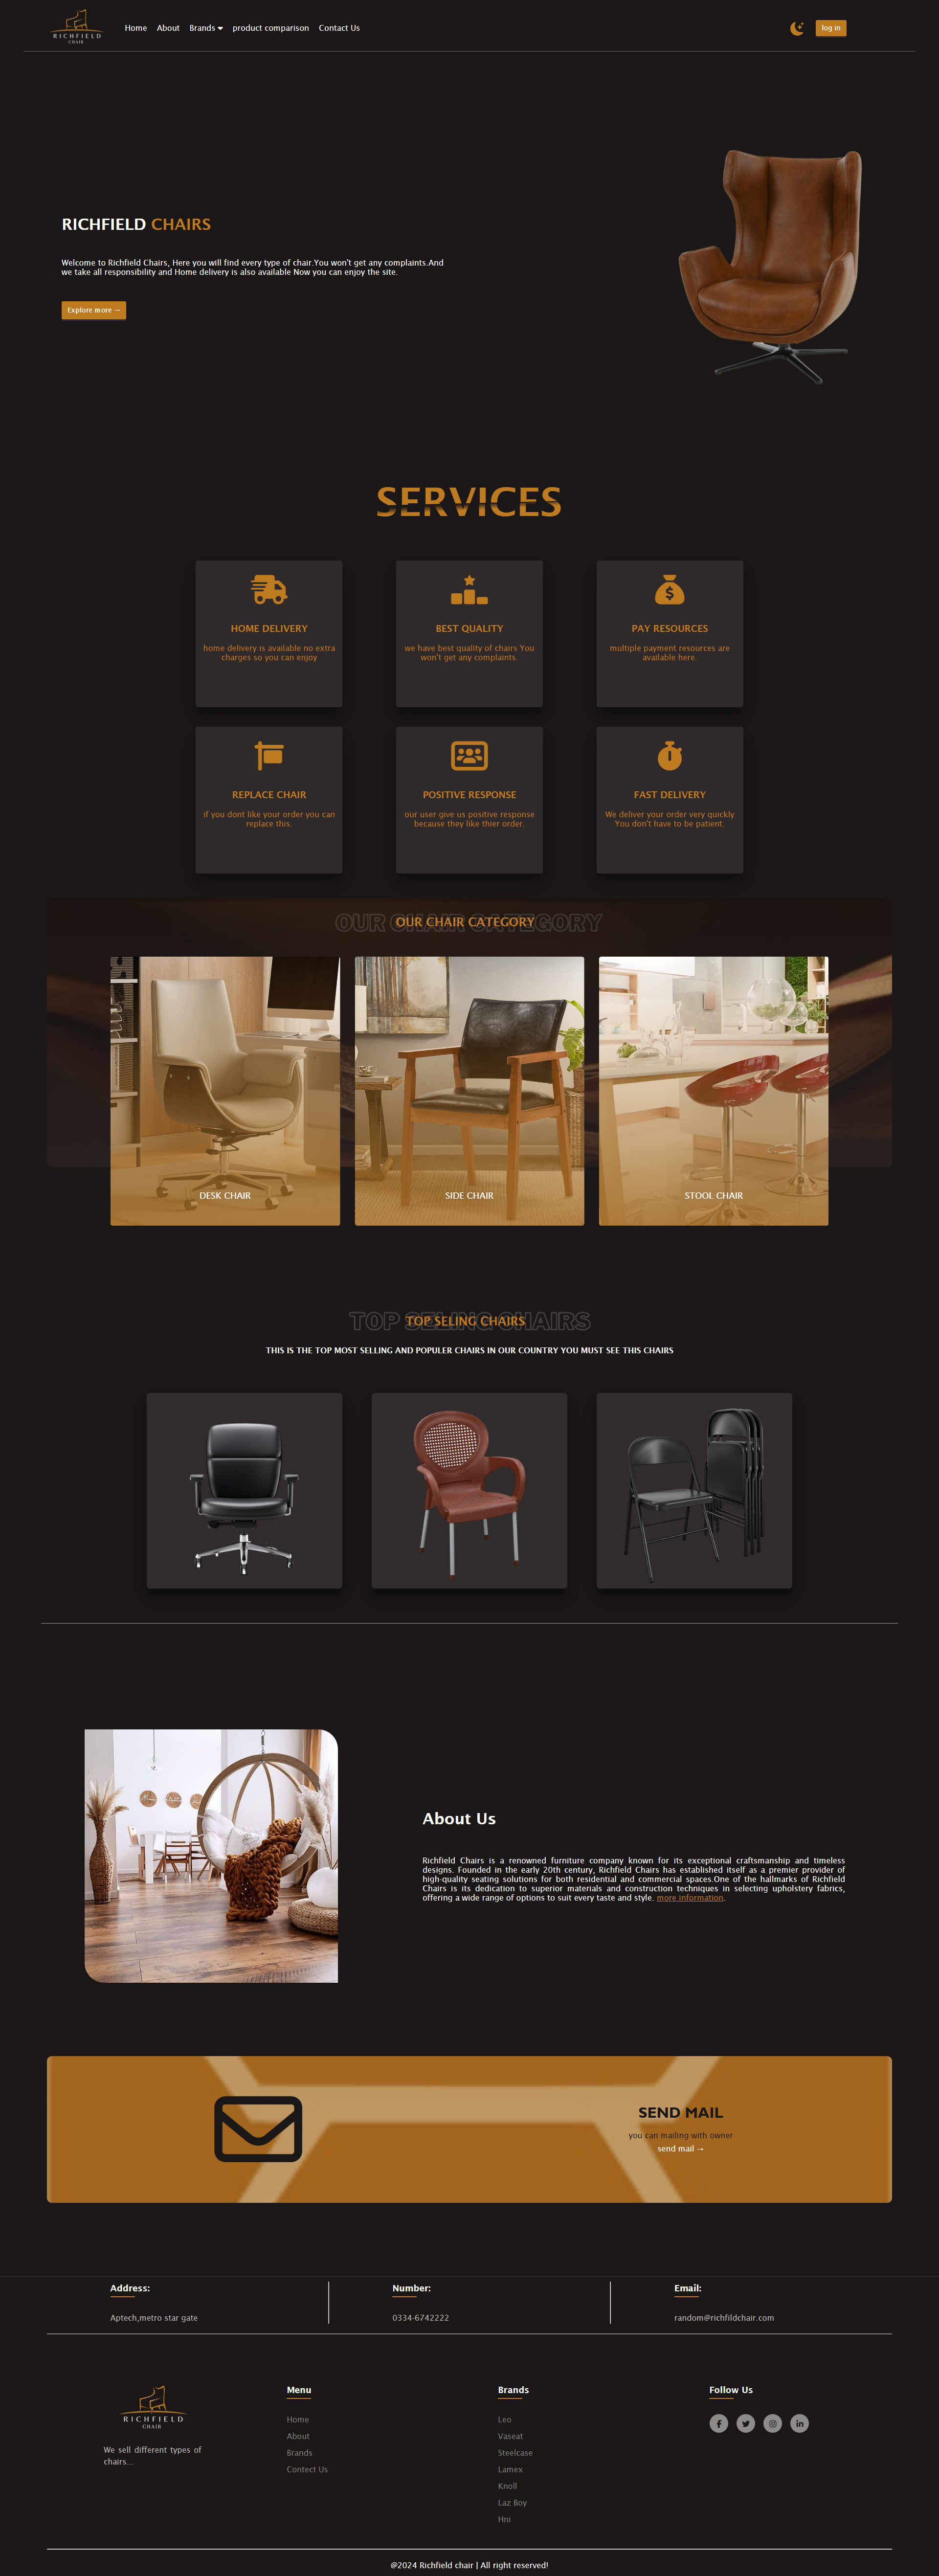 RICHFIELD
CHAIR
Home About Brands product comparison Contact Us
log in
RICHFIELD CHAIRS
Welcome to Richfield Chairs, Here you will find every type of chair.You won't get any complaints.And
we take all responsibility and Home delivery is also available Now you can enjoy the site.
Explore more →
SERVICES
HOME DELIVERY
home delivery is available no extra
charges so you can enjoy
BEST QUALITY
we have best quality of chairs You
won't get any complaints.
PAY RESOURCES
multiple payment resources are
available here.
REPLACE CHAIR
if you dont like your order you can
replace this.
POSITIVE RESPONSE
our user give us positive response
because they like thier order.
FAST DELIVERY
We deliver your order very quickly
You don't have to be patient.
OUR CHAIR CATEGORY
OUR CHAIR CATEGORY
DESK CHAIR
SIDE CHAIR
STOOL CHAIR
TOP SELING CHAIRS
TOP SELING CHAIRS
THIS IS THE TOP MOST SELLING AND POPULER CHAIRS IN OUR COUNTRY YOU MUST SEE THIS CHAIRS
About Us
Richfield Chairs is a renowned furniture company known for its exceptional craftsmanship and timeless
designs. Founded in the early 20th century, Richfield Chairs has established itself as a premier provider of
high-quality seating solutions for both residential and commercial spaces.One of the hallmarks of Richfield
Chairs is its dedication to superior materials and construction techniques in selecting upholstery fabrics,
offering a wide range of options to suit every taste and style. more information.
SEND MAIL
you can mailing with owner
send mail →
Address:
Aptech,metro star gate
Number:
0334-6742222
Email:
random@richfildchair.com
RICHFIELD
CHAIR
We sell different types of
chairs...
Menu
Home
About
Brands
Contect Us
Brands
Leo
Vaseat
Steelcase
Lamex
Knoll
Laz Boy
Hni
Follow Us
@2024 Richfield chair | All right reserved!